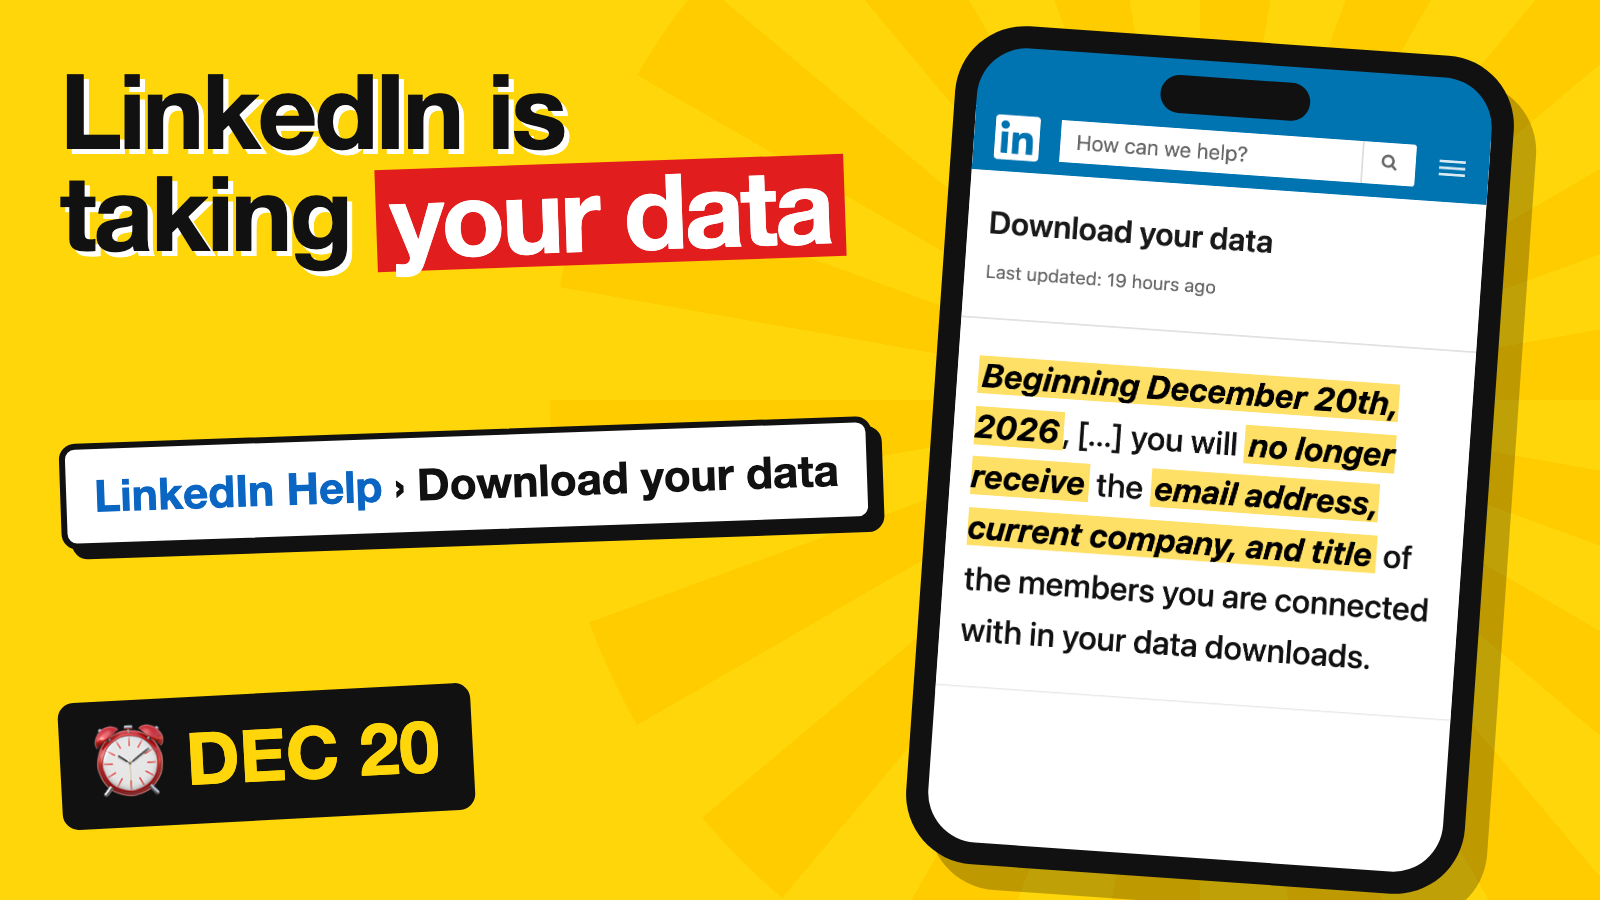 LinkedIn is
taking your data
LinkedIn Help › Download your data
DEC 20
in
How can we help?
Download your data
Last updated: 19 hours ago
Beginning December 20th,
2026, [...] you will no longer
receive the email address,
current company, and title of
the members you are connected
with in your data downloads.